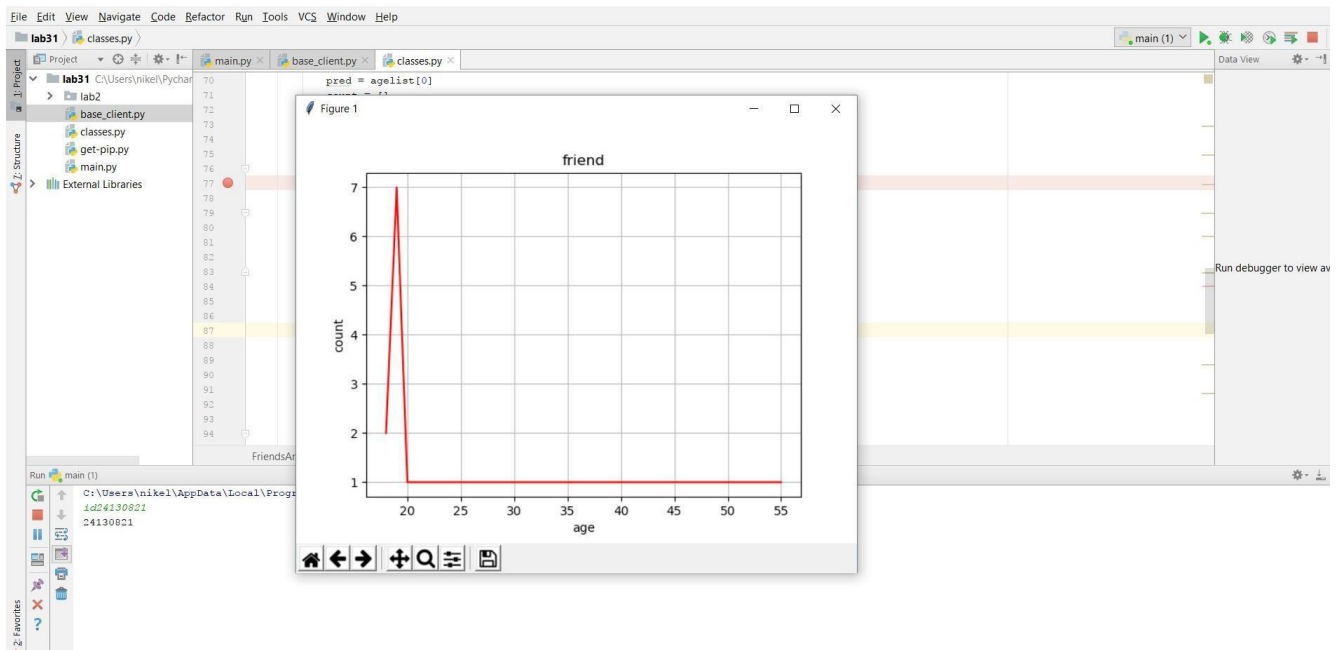 File Edit View Navigate Code Refactor Run Tools VCS Window Help
lab31 classes.py main (1)
1: Project
Project
main.py base_client.py classes.py
Data View
lab31 C:\Users\nikel\Pychar
lab2
base_client.py
classes.py
get-pip.py
main.py
External Libraries
7: Structure
70 pred = agelist[0]
71
72
73
74
75
76
77
78
79
80
81
82
83
84
85
86
87
88
89
90
91
92
93
94
FriendsAr
Run debugger to view av
Figure 1
friend
7
6
5
4
3
2
1
count
20 25 30 35 40 45 50 55
age
Run main (1)
C:\Users\nikel\AppData\Local\Progr
id24130821
24130821
2: Favorites